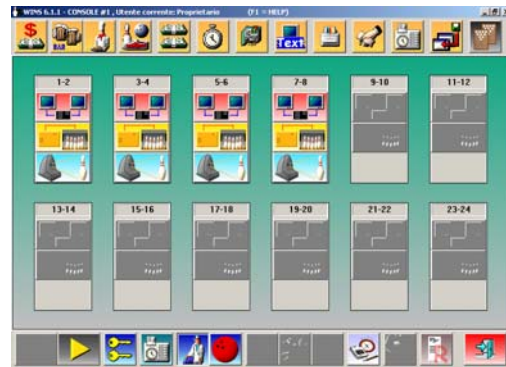 WINS 6.1.1 - CONSOLE #1 , Utente corrente: Proprietario (F1 = HELP)
$ BAR Text
1-2 3-4 5-6 7-8 9-10 11-12
13-14 15-16 17-18 19-20 21-22 23-24
R